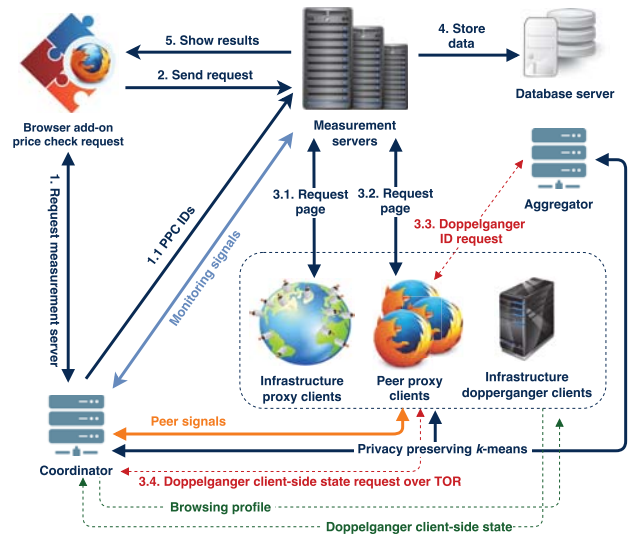 5. Show results
2. Send request
4. Store
data
Database server
Browser add-on
price check request
Measurement
servers
Aggregator
1. Request measurement server
1.1 PPC IDs
Monitoring signals
3.1. Request
page
3.2. Request
page
3.3. Doppelganger
ID request
Infrastructure
proxy clients
Peer proxy
clients
Infrastructure
dopperganger clients
Peer signals
Privacy preserving k-means
Coordinator
3.4. Doppelganger client-side state request over TOR
Browsing profile
Doppelganger client-side state